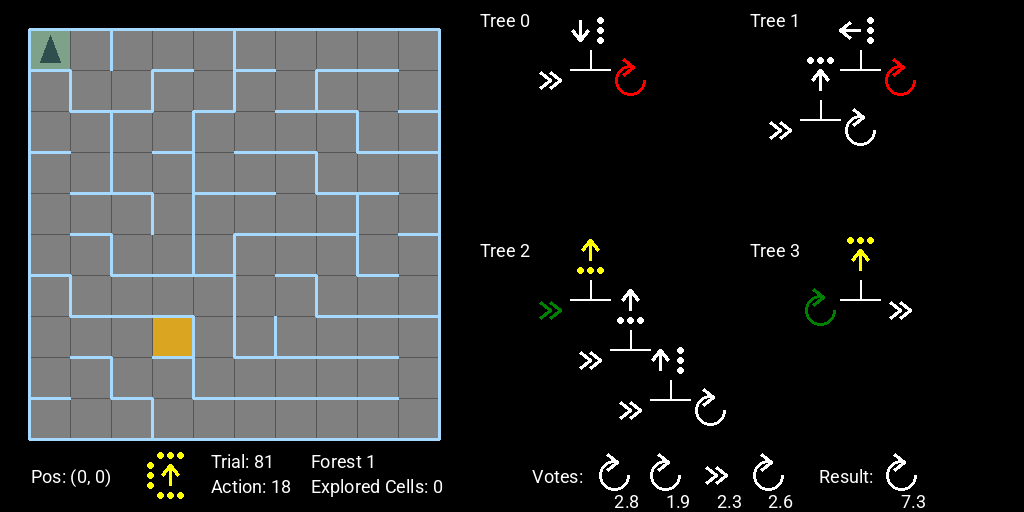 Tree 0
Tree 1
Tree 2
Tree 3
Pos: (0, 0)
Trial: 81
Forest 1
Action: 18
Explored Cells: 0
Votes:
2.8
1.9
2.3
2.6
Result:
7.3